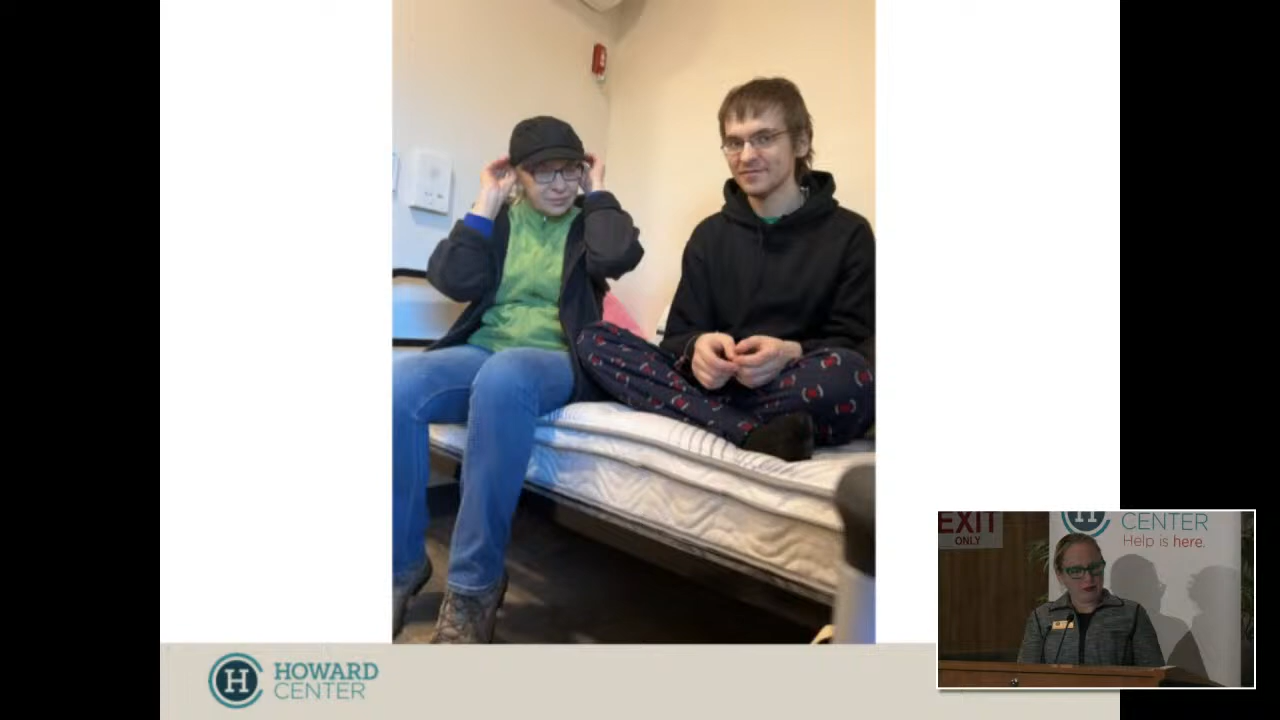 EXIT
ONLY
CENTER
Help is here.
H HOWARD
CENTER